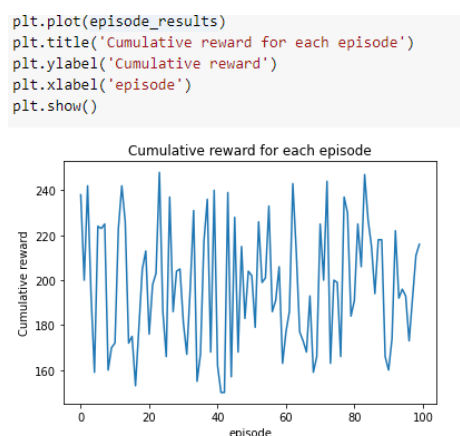 plt.plot(episode_results)
plt.title('Cumulative reward for each episode')
plt.ylabel('Cumulative reward')
plt.xlabel('episode')
plt.show()
Cumulative reward for each episode
Cumulative reward
240
220
200
180
160
0 20 40 60 80 100
episode